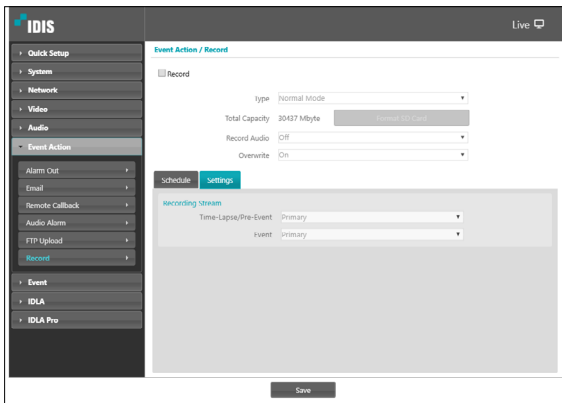 IDIS
Live
Quick Setup
System
Network
Video
Audio
Event Action
Alarm Out
Email
Remote Callback
Audio Alarm
FTP Upload
Record
Event
IDLA
IDLA Pro
Event Action / Record
Record
Type Normal Mode
Total Capacity 30437 Mbyte Format SD Card
Record Audio Off
Overwrite On
Schedule Settings
Recording Stream
Time-Lapse/Pre-Event Primary
Event Primary
Save